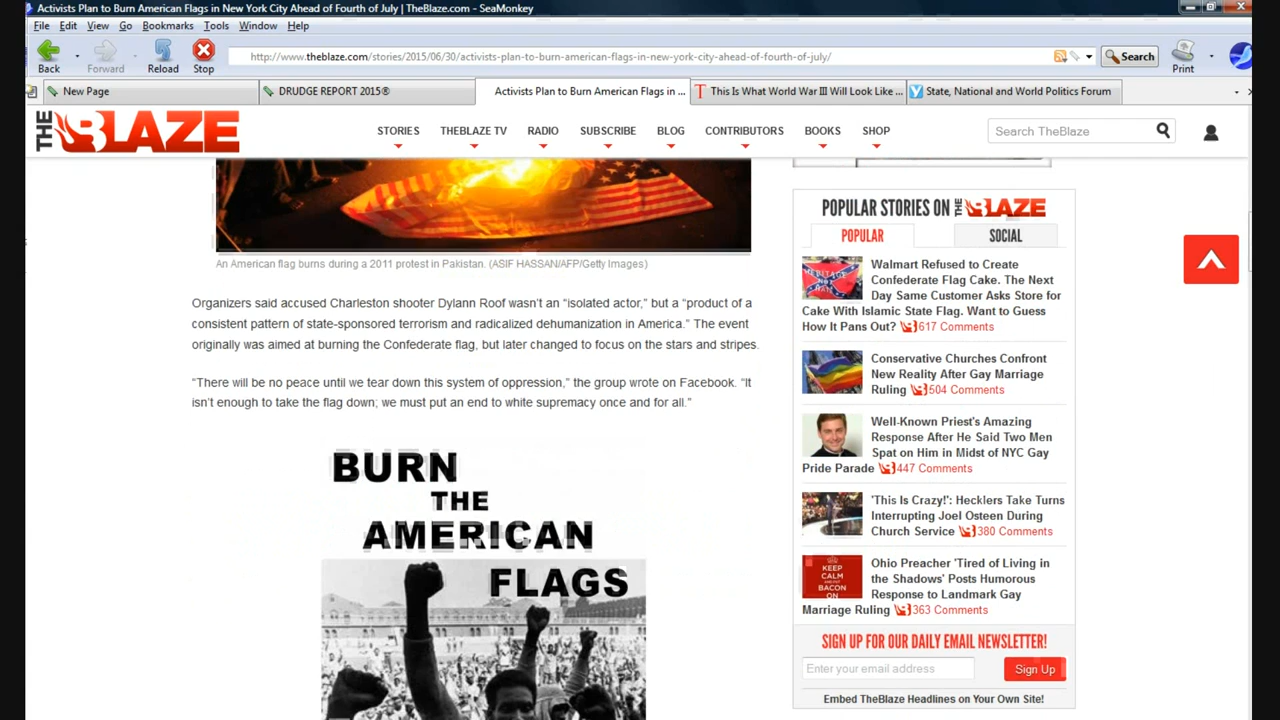 Activists Plan to Burn American Flags in New York City Ahead of Fourth of July | TheBlaze.com - SeaMonkey
File Edit View Go Bookmarks Tools Window Help
Back Forward Reload Stop
http://www.theblaze.com/stories/2015/06/30/activists-plan-to-burn-american-flags-in-new-york-city-ahead-of-fourth-of-july/
Search
Print
New Page
DRUDGE REPORT 2015®
Activists Plan to Burn American Flags in ...
This Is What World War III Will Look Like ...
State, National and World Politics Forum
THE BLAZE
STORIES THEBLAZE TV RADIO SUBSCRIBE BLOG CONTRIBUTORS BOOKS SHOP
Search TheBlaze
An American flag burns during a 2011 protest in Pakistan. (ASIF HASSAN/AFP/Getty Images)
Organizers said accused Charleston shooter Dylann Roof wasn't an “isolated actor,” but a “product of a
consistent pattern of state-sponsored terrorism and radicalized dehumanization in America.” The event
originally was aimed at burning the Confederate flag, but later changed to focus on the stars and stripes.
“There will be no peace until we tear down this system of oppression,” the group wrote on Facebook. “It
isn't enough to take the flag down; we must put an end to white supremacy once and for all.”
BURN
THE
AMERICAN
FLAGS
POPULAR STORIES ON THE BLAZE
POPULAR
SOCIAL
Walmart Refused to Create
Confederate Flag Cake. The Next
Day Same Customer Asks Store for
Cake With Islamic State Flag. Want to Guess
How It Pans Out? 617 Comments
Conservative Churches Confront
New Reality After Gay Marriage
Ruling 504 Comments
Well-Known Priest's Amazing
Response After He Said Two Men
Spat on Him in Midst of NYC Gay
Pride Parade 447 Comments
'This Is Crazy!': Hecklers Take Turns
Interrupting Joel Osteen During
Church Service 380 Comments
KEEP
CALM
AND PUT
BACON
ON
Ohio Preacher 'Tired of Living in
the Shadows' Posts Humorous
Response to Landmark Gay
Marriage Ruling 363 Comments
SIGN UP FOR OUR DAILY EMAIL NEWSLETTER!
Enter your email address
Sign Up
Embed TheBlaze Headlines on Your Own Site!